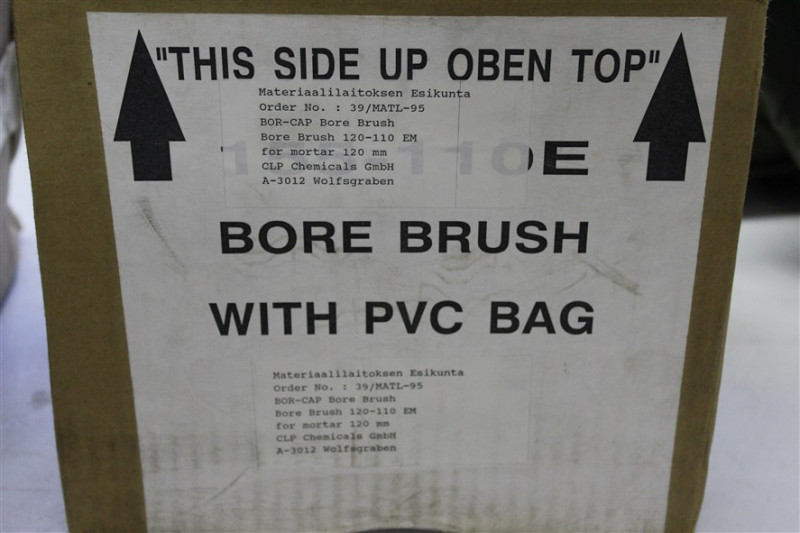 "THIS SIDE UP OBEN TOP"
Materiaalilaitoksen Esikunta
Order No. : 39/MATL-95
BOR-CAP Bore Brush
Bore Brush 120-110 EM
for mortar 120 mm
CLP Chemicals GmbH
A-3012 Wolfsgraben
120-110E
BORE BRUSH
WITH PVC BAG
Materiaalilaitoksen Esikunta
Order No. : 39/MATL-95
BOR-CAP Bore Brush
Bore Brush 120-110 EM
for mortar 120 mm
CLP Chemicals GmbH
A-3012 Wolfsgraben